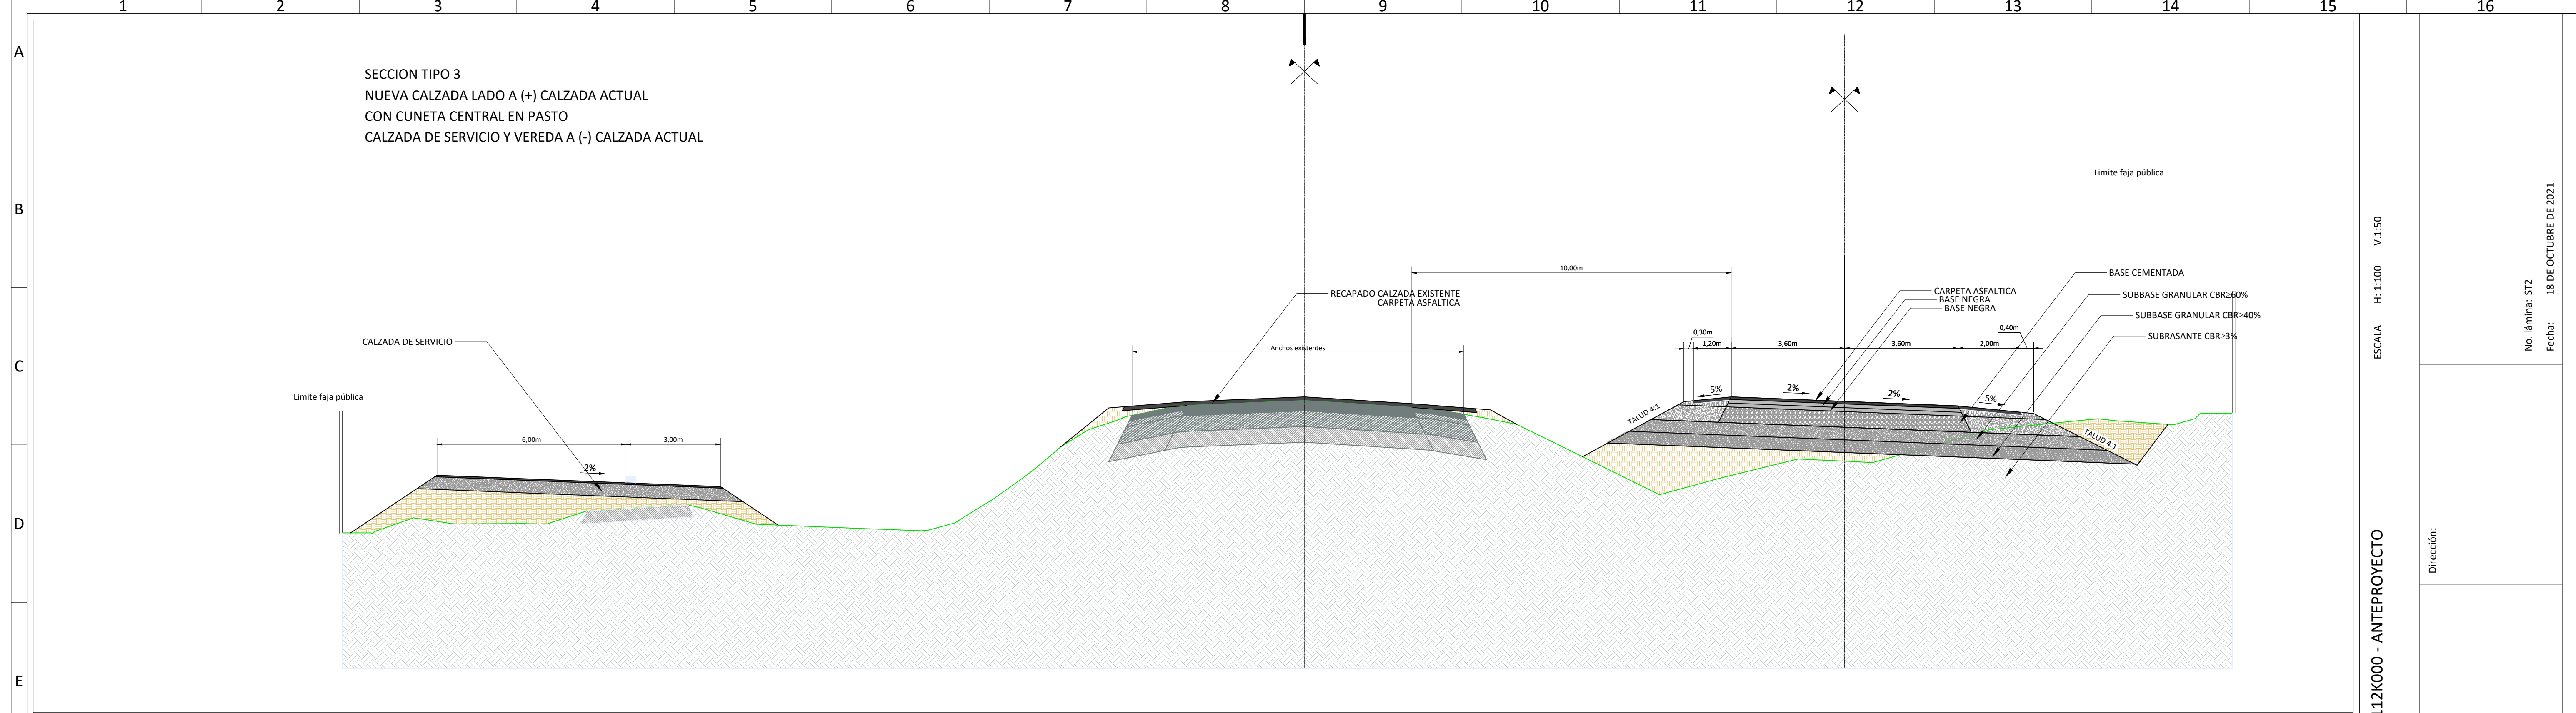 1 2 3 4 5 6 7 8 9 10 11 12 13 14 15 16
A
B
C
D
E
SECCION TIPO 3
NUEVA CALZADA LADO A (+) CALZADA ACTUAL
CON CUNETA CENTRAL EN PASTO
CALZADA DE SERVICIO Y VEREDA A (-) CALZADA ACTUAL
CALZADA DE SERVICIO
Limite faja pública
6,00m
3,00m
2%
RECAPADO CALZADA EXISTENTE
CARPETA ASFALTICA
Anchos existentes
10,00m
Limite faja pública
CARPETA ASFALTICA
BASE NEGRA
BASE NEGRA
BASE CEMENTADA
SUBBASE GRANULAR CBR≥60%
SUBBASE GRANULAR CBR≥40%
SUBRASANTE CBR≥3%
0,30m
1,20m
3,60m
3,60m
2,00m
0,40m
5%
2%
2%
5%
TALUD 4:1
TALUD 4:1
ESCALA H: 1:100 V.1:50
112K000 - ANTEPROYECTO
No. lámina: ST2
Fecha: 18 DE OCTUBRE DE 2021
Dirección: